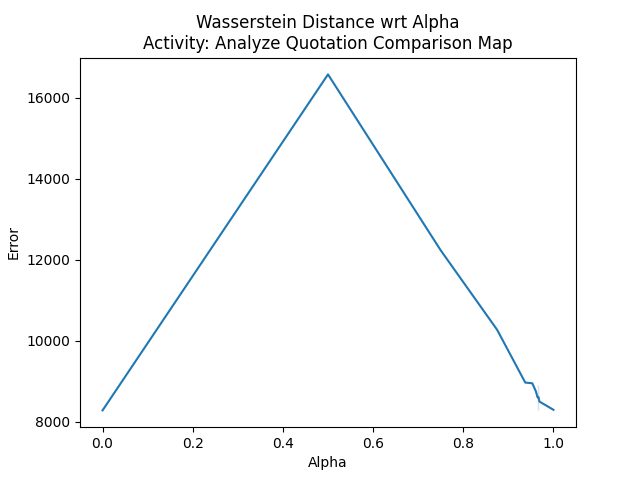 Wasserstein Distance wrt Alpha
Activity: Analyze Quotation Comparison Map
16000
14000
12000
10000
8000
Error
0.0 0.2 0.4 0.6 0.8 1.0
Alpha